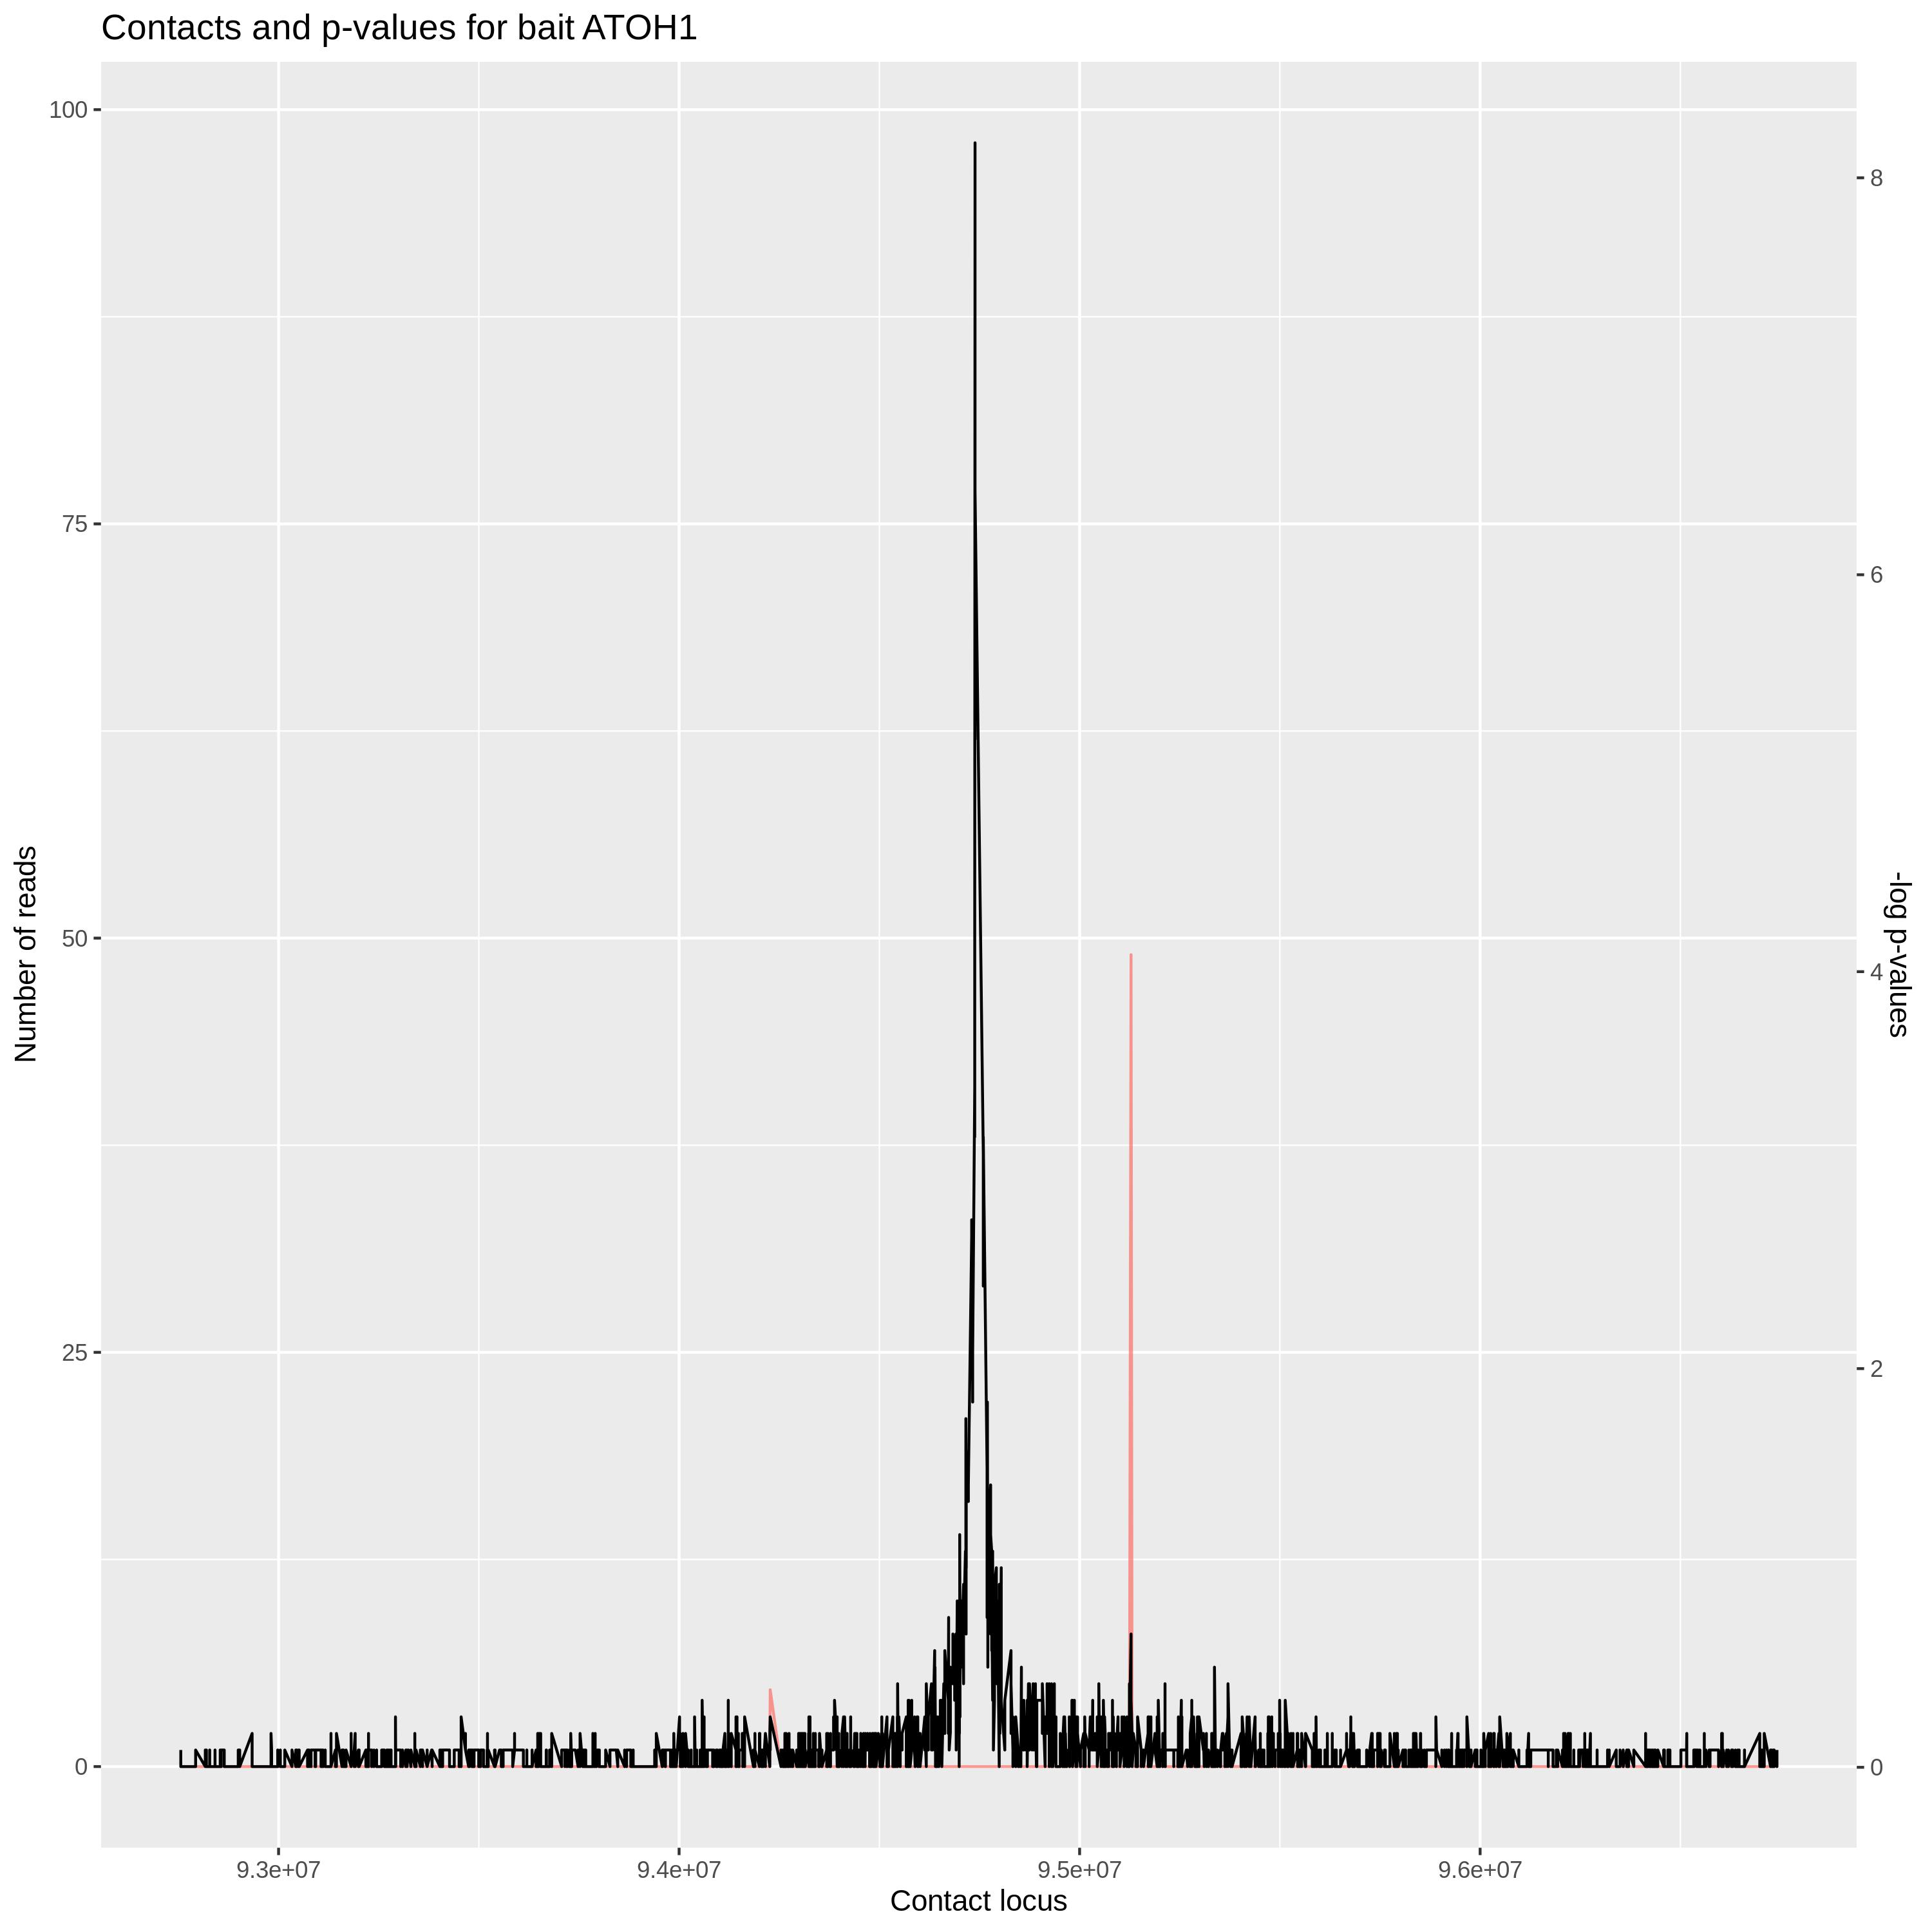 Contacts and p-values for bait ATOH1
100
75
50
25
0
Number of reads
8
6
4
2
0
-log p-values
9.3e+07
9.4e+07
9.5e+07
9.6e+07
Contact locus